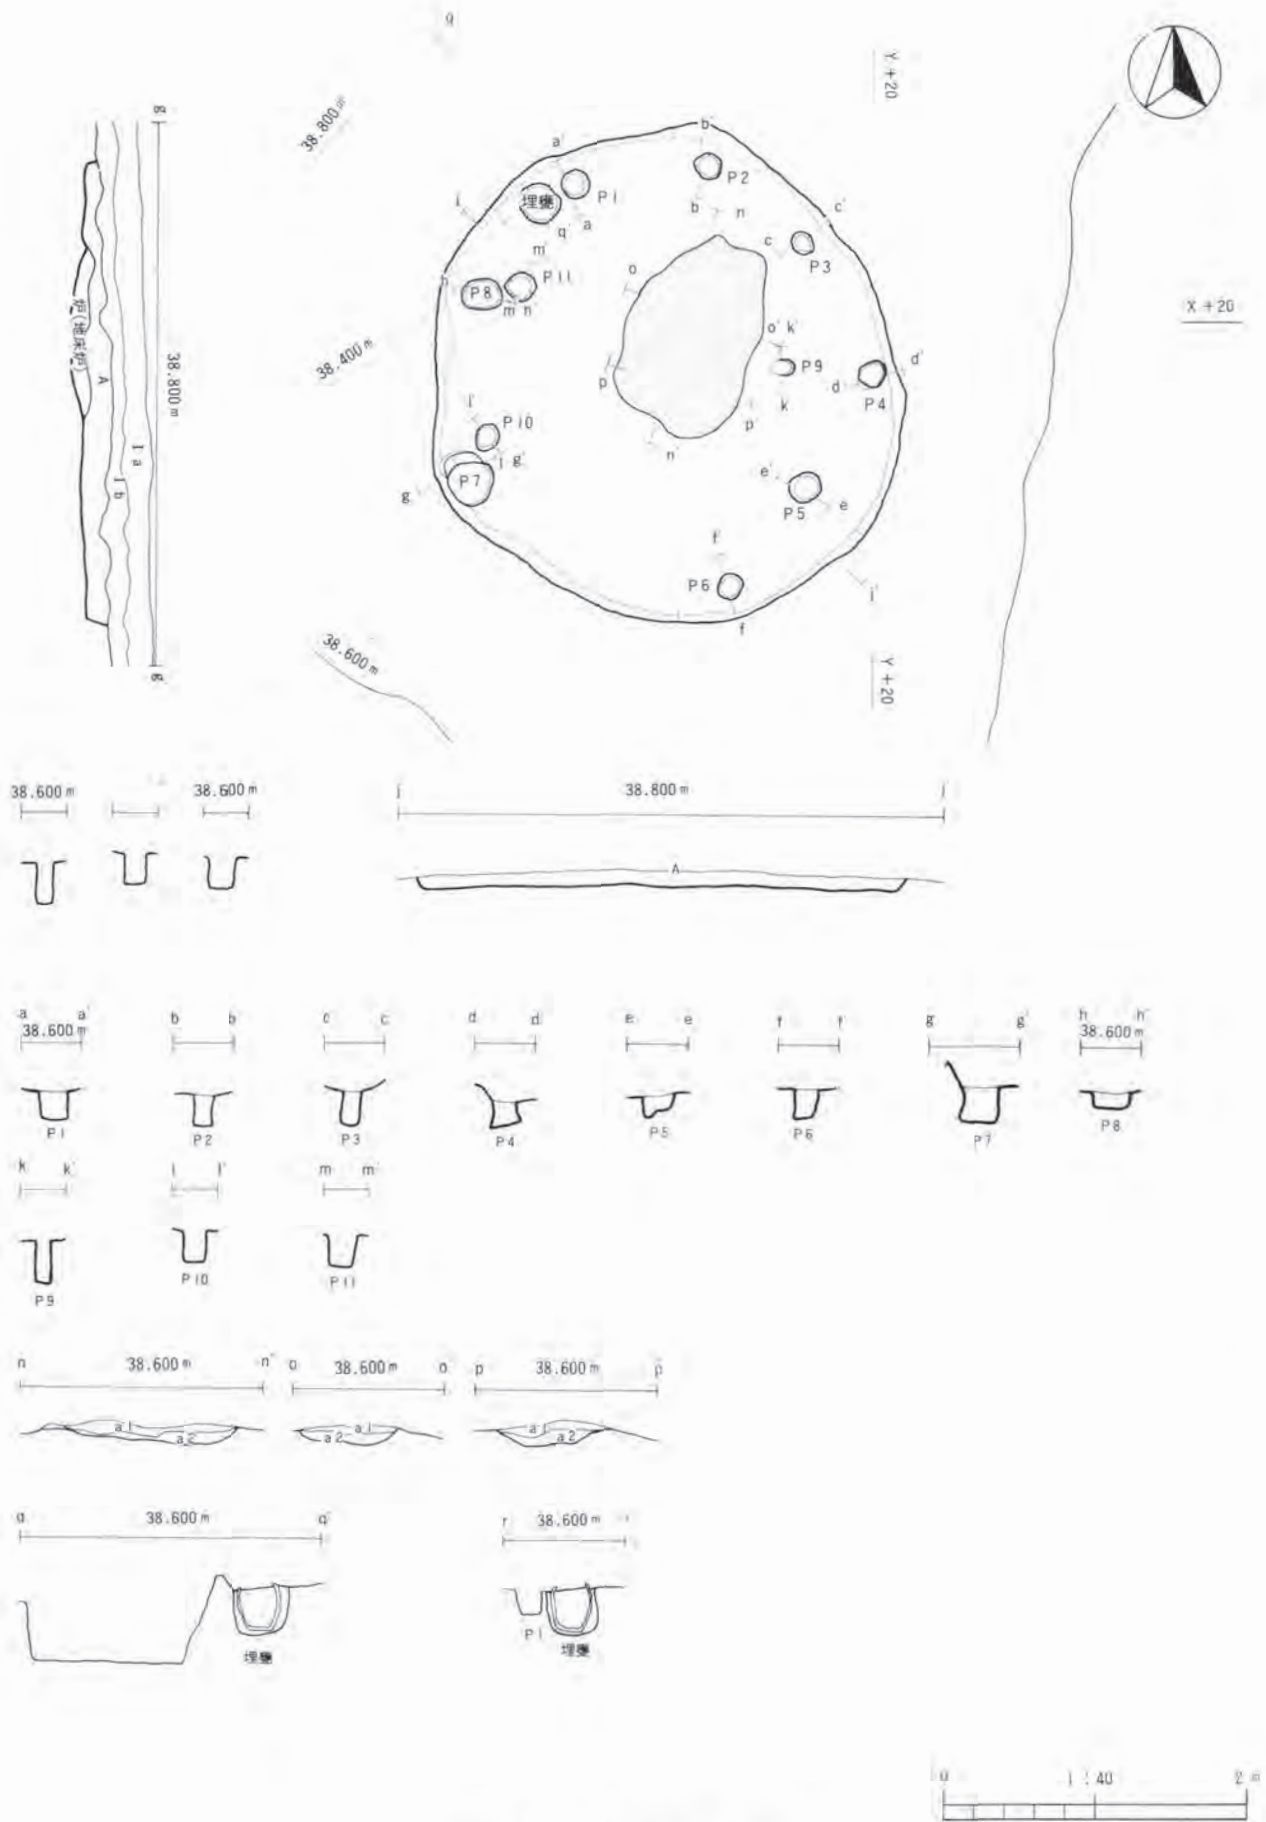 q
Y+20
38.800m
a'
b'
P2
P1
埋甕
b
n
c'
q'
a
c
P3
m'
o
P11
P8
m
n'
X+20
o' k'
38.400m
P9
d'
p
d
P4
k
p'
l'
P10
n'
l
g'
e'
P7
g
P5
e
f'
P6
j'
f
Y+20
38.600m
g'
炉(地床炉)
A
38.800m
Ia
Ib
g
38.600m
38.600m
j
38.800m
j
A
a
a'
38.600m
b
b'
c
c'
d
d'
e
e'
f
f'
g
g'
h
h'
38.600m
P1
P2
P3
P4
P5
P6
P7
P8
k
k'
l
l'
m
m'
P9
P10
P11
n
38.600m
n'
o
38.600m
o'
p
38.600m
p'
a1
a2
a1
a2
a1
a2
q
38.600m
q'
r
38.600m
埋甕
P1
埋甕
0
1:40
2m